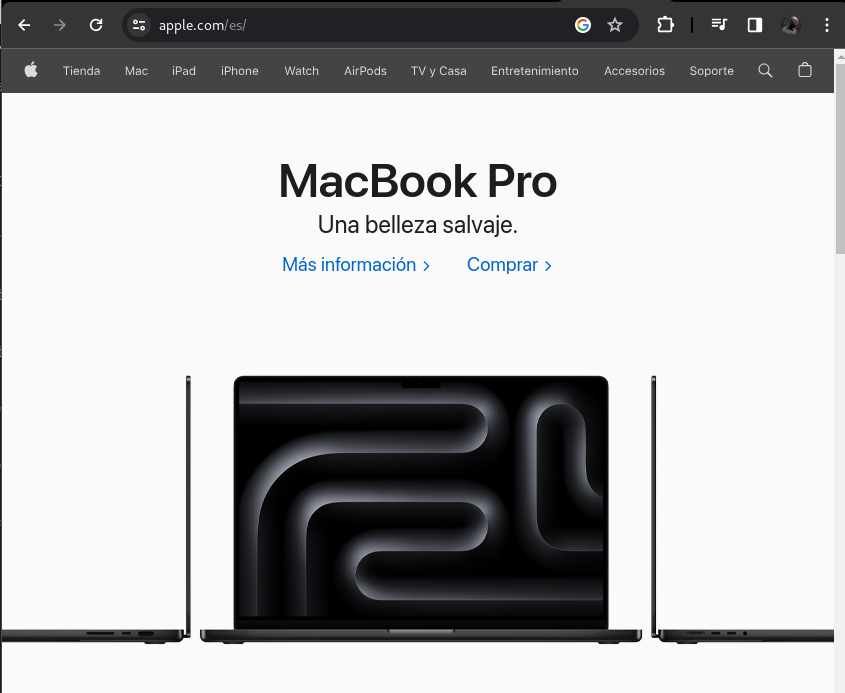 apple.com/es/
Tienda Mac iPad iPhone Watch AirPods TV y Casa Entretenimiento Accesorios Soporte
MacBook Pro
Una belleza salvaje.
Más información > Comprar >